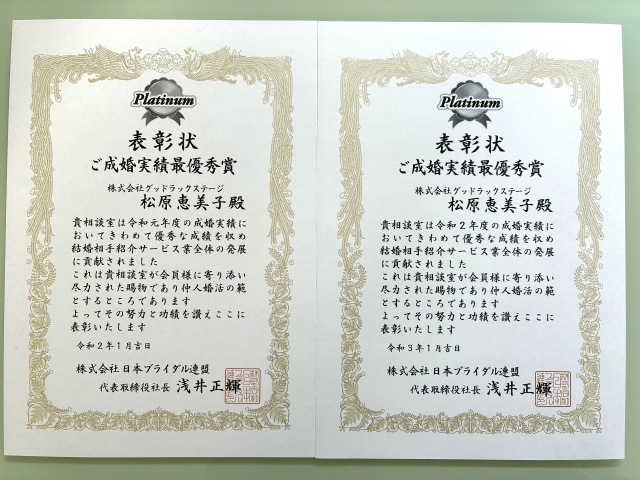 Platinum
表彰状
ご成婚実績最優秀賞
株式会社グッドラックステージ
松原恵美子殿
貴相談室は令和元年度の成婚実績に
おいてきわめて優秀な成績を収め
結婚相手紹介サービス業全体の発展
に貢献されました
これは貴相談室が会員様に寄り添い
尽力された賜物であり仲人婚活の範
とするところであります
よってその努力と功績を讃えここに
表彰いたします
令和2年1月吉日
株式会社日本ブライダル連盟
代表取締役社長 浅井正輝
Platinum
表彰状
ご成婚実績最優秀賞
株式会社グッドラックステージ
松原恵美子殿
貴相談室は令和2年度の成婚実績に
おいてきわめて優秀な成績を収め
結婚相手紹介サービス業全体の発展
に貢献されました
これは貴相談室が会員様に寄り添い
尽力された賜物であり仲人婚活の範
とするところであります
よってその努力と功績を讃えここに
表彰いたします
令和3年1月吉日
株式会社日本ブライダル連盟
代表取締役社長 浅井正輝